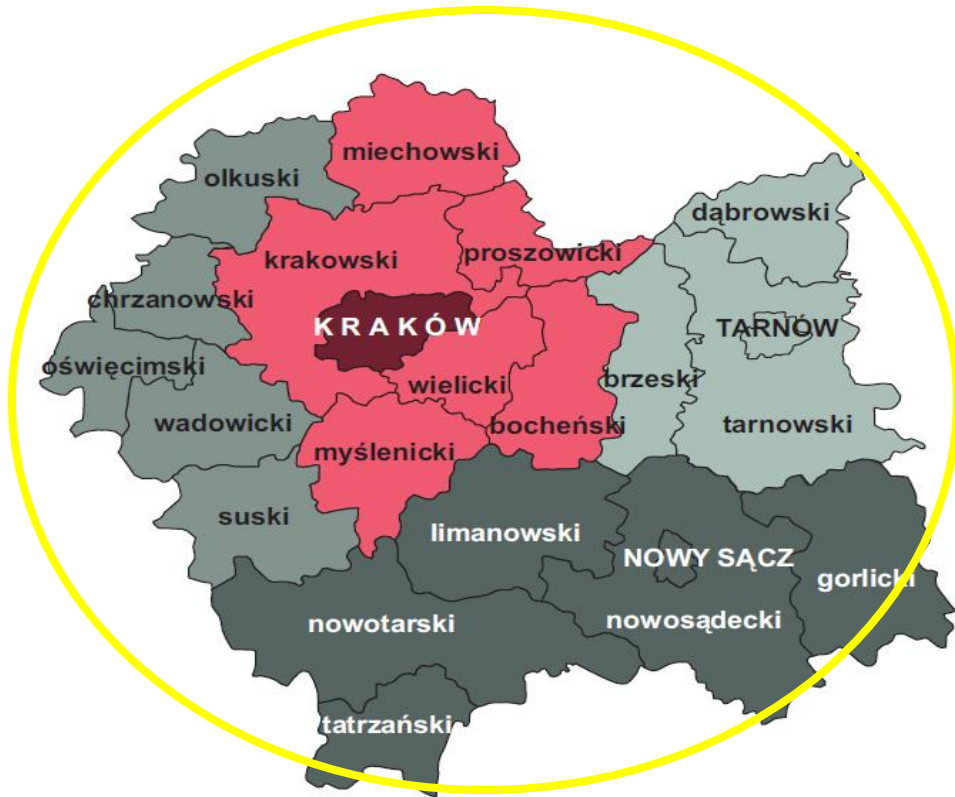 miechowski
olkuski
dąbrowski
krakowski
proszowicki
chrzanowski
KRAKÓW
TARNÓW
oświęcimski
wielicki
brzeski
wadowicki
bocheński
tarnowski
myślenicki
suski
limanowski
NOWY SĄCZ
gorlicki
nowotarski
nowosądecki
tatrzański